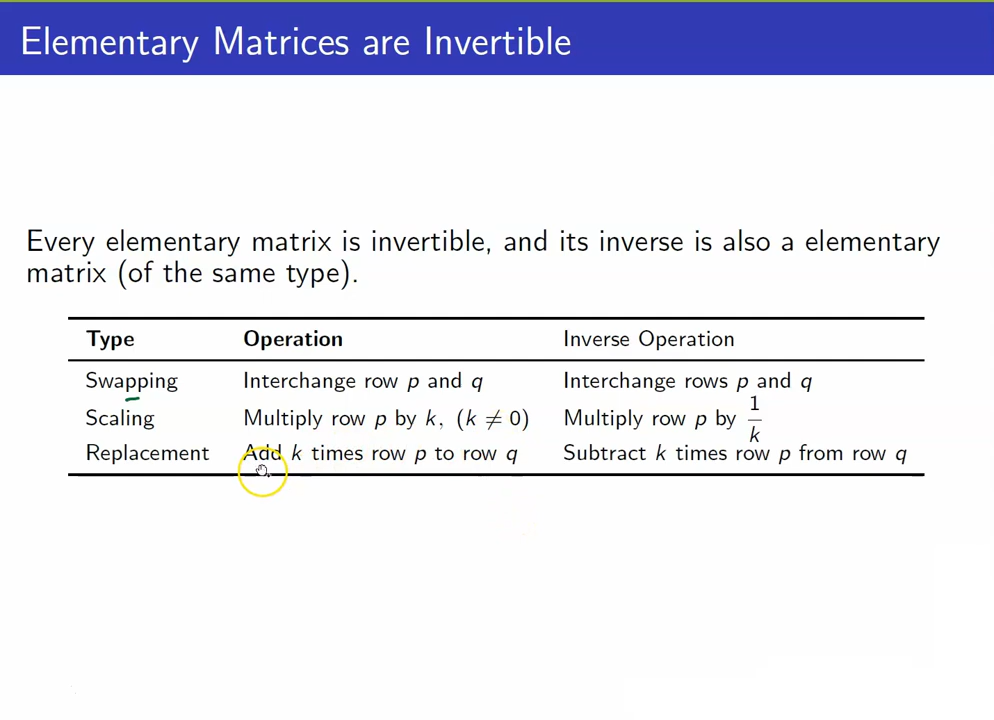 Elementary Matrices are Invertible
Every elementary matrix is invertible, and its inverse is also a elementary
matrix (of the same type).
Type Operation Inverse Operation
Swapping Interchange row p and q Interchange rows p and q
Scaling Multiply row p by k, (k ≠ 0) Multiply row p by 1/k
Replacement Add k times row p to row q Subtract k times row p from row q